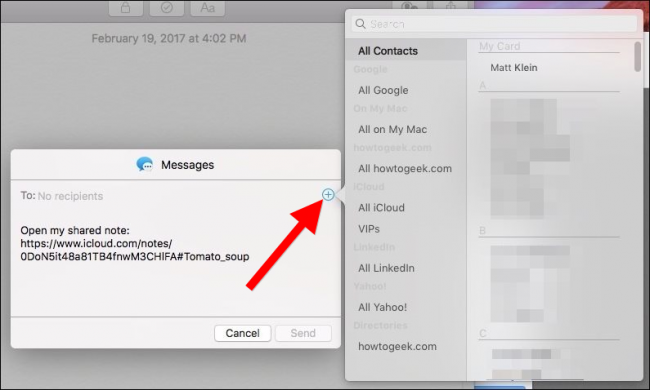 Aa
February 19, 2017 at 4:02 PM
Messages
To: No recipients
Open my shared note:
https://www.icloud.com/notes/
0DoN5it48a81TB4fnwM3CHlFA#Tomato_soup
Cancel
Send
Search
All Contacts
Google
All Google
On My Mac
All on My Mac
howtogeek.com
All howtogeek.com
iCloud
All iCloud
VIPs
LinkedIn
All LinkedIn
Yahoo!
All Yahoo!
Directories
howtogeek.com
My Card
Matt Klein
A
B
C